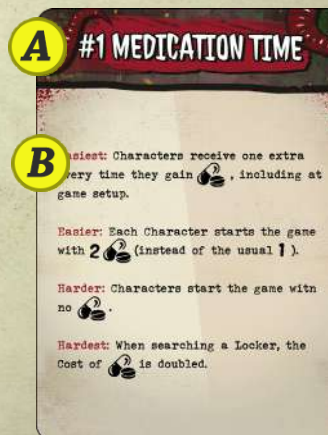 A
#1 MEDICATION TIME
B
siest: Characters receive one extra
very time they gain , including at
game setup.
Easier: Each Character starts the game
with 2 (instead of the usual 1 ).
Harder: Characters start the game with
no .
Hardest: When searching a Locker, the
Cost of is doubled.